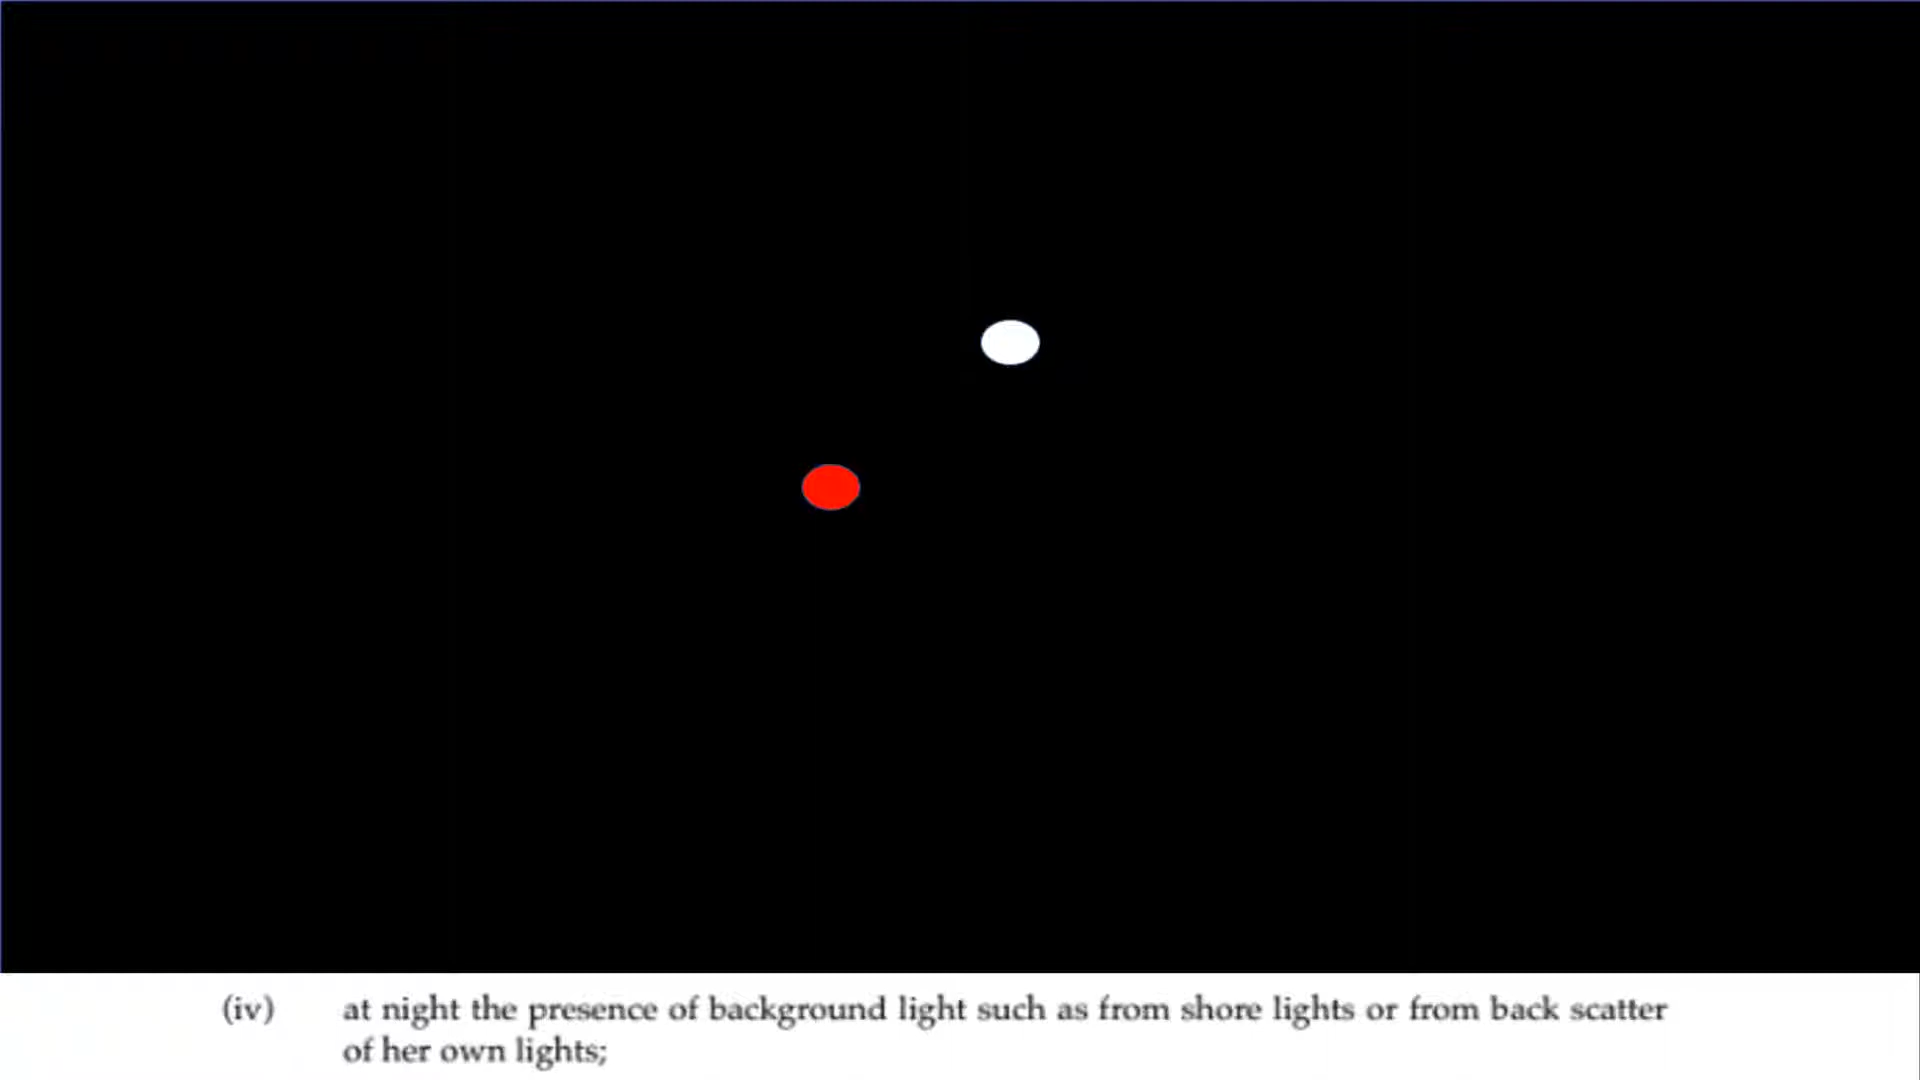 (iv) at night the presence of background light such as from shore lights or from back scatter
of her own lights;